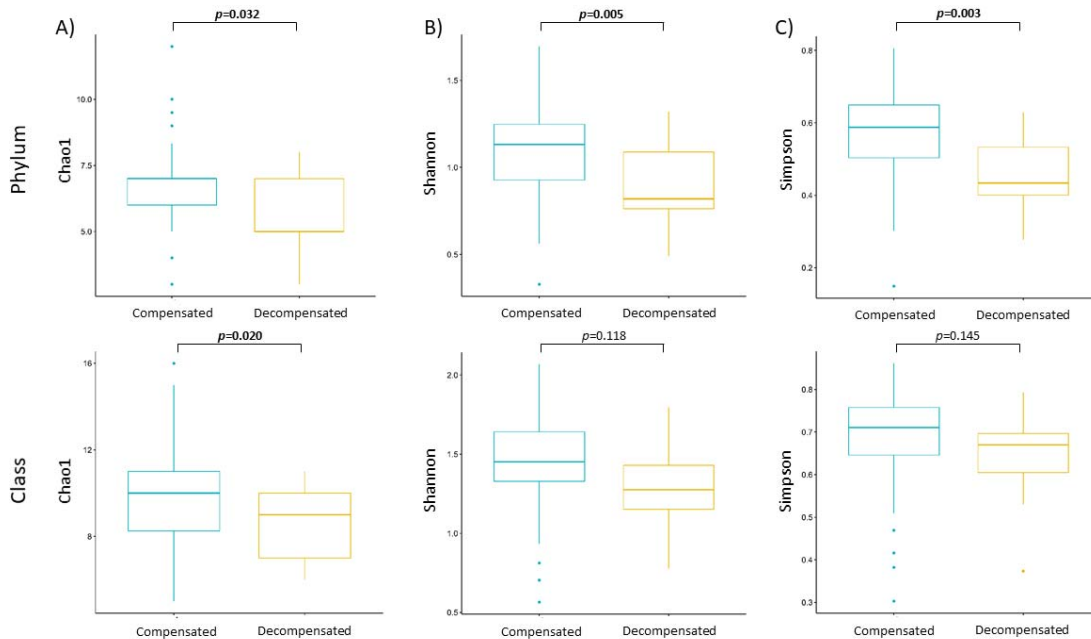 A)
p=0.032
Phylum
Chao1
10.0
7.5
5.0
Compensated
Decompensated
B)
p=0.005
Shannon
1.5
1.0
0.5
Compensated
Decompensated
C)
p=0.003
Simpson
0.8
0.6
0.4
0.2
Compensated
Decompensated
p=0.020
Class
Chao1
16
12
8
Compensated
Decompensated
p=0.118
Shannon
2.0
1.5
1.0
0.5
Compensated
Decompensated
p=0.145
Simpson
0.8
0.7
0.6
0.5
0.4
0.3
Compensated
Decompensated